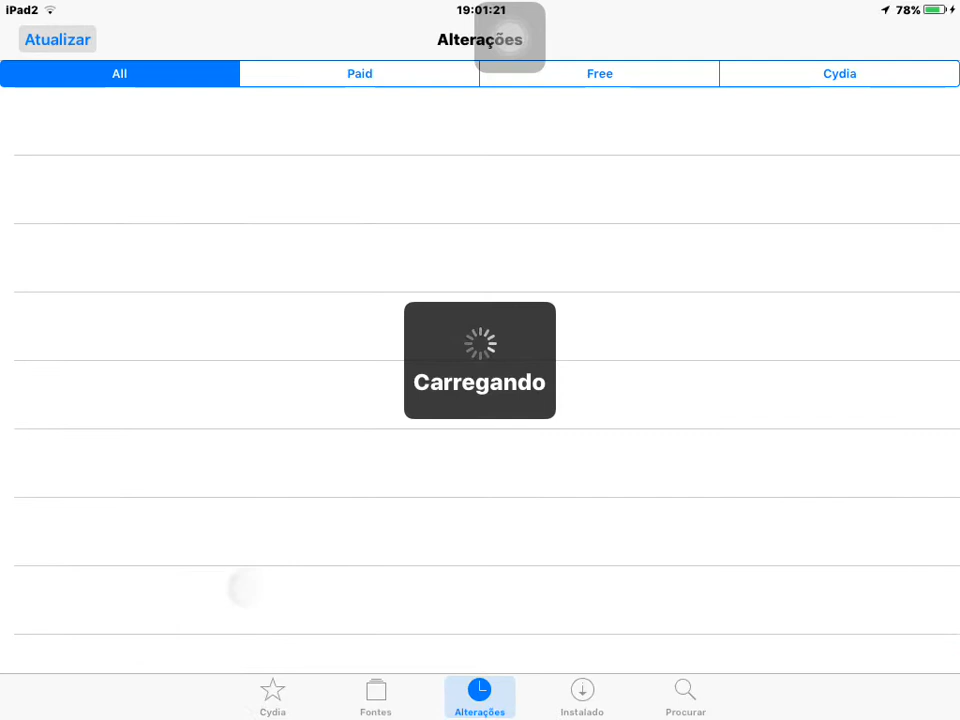 iPad2 19:01:21 78%
Atualizar Alterações
All Paid Free Cydia
Carregando
Cydia Fontes Alterações Instalado Procurar